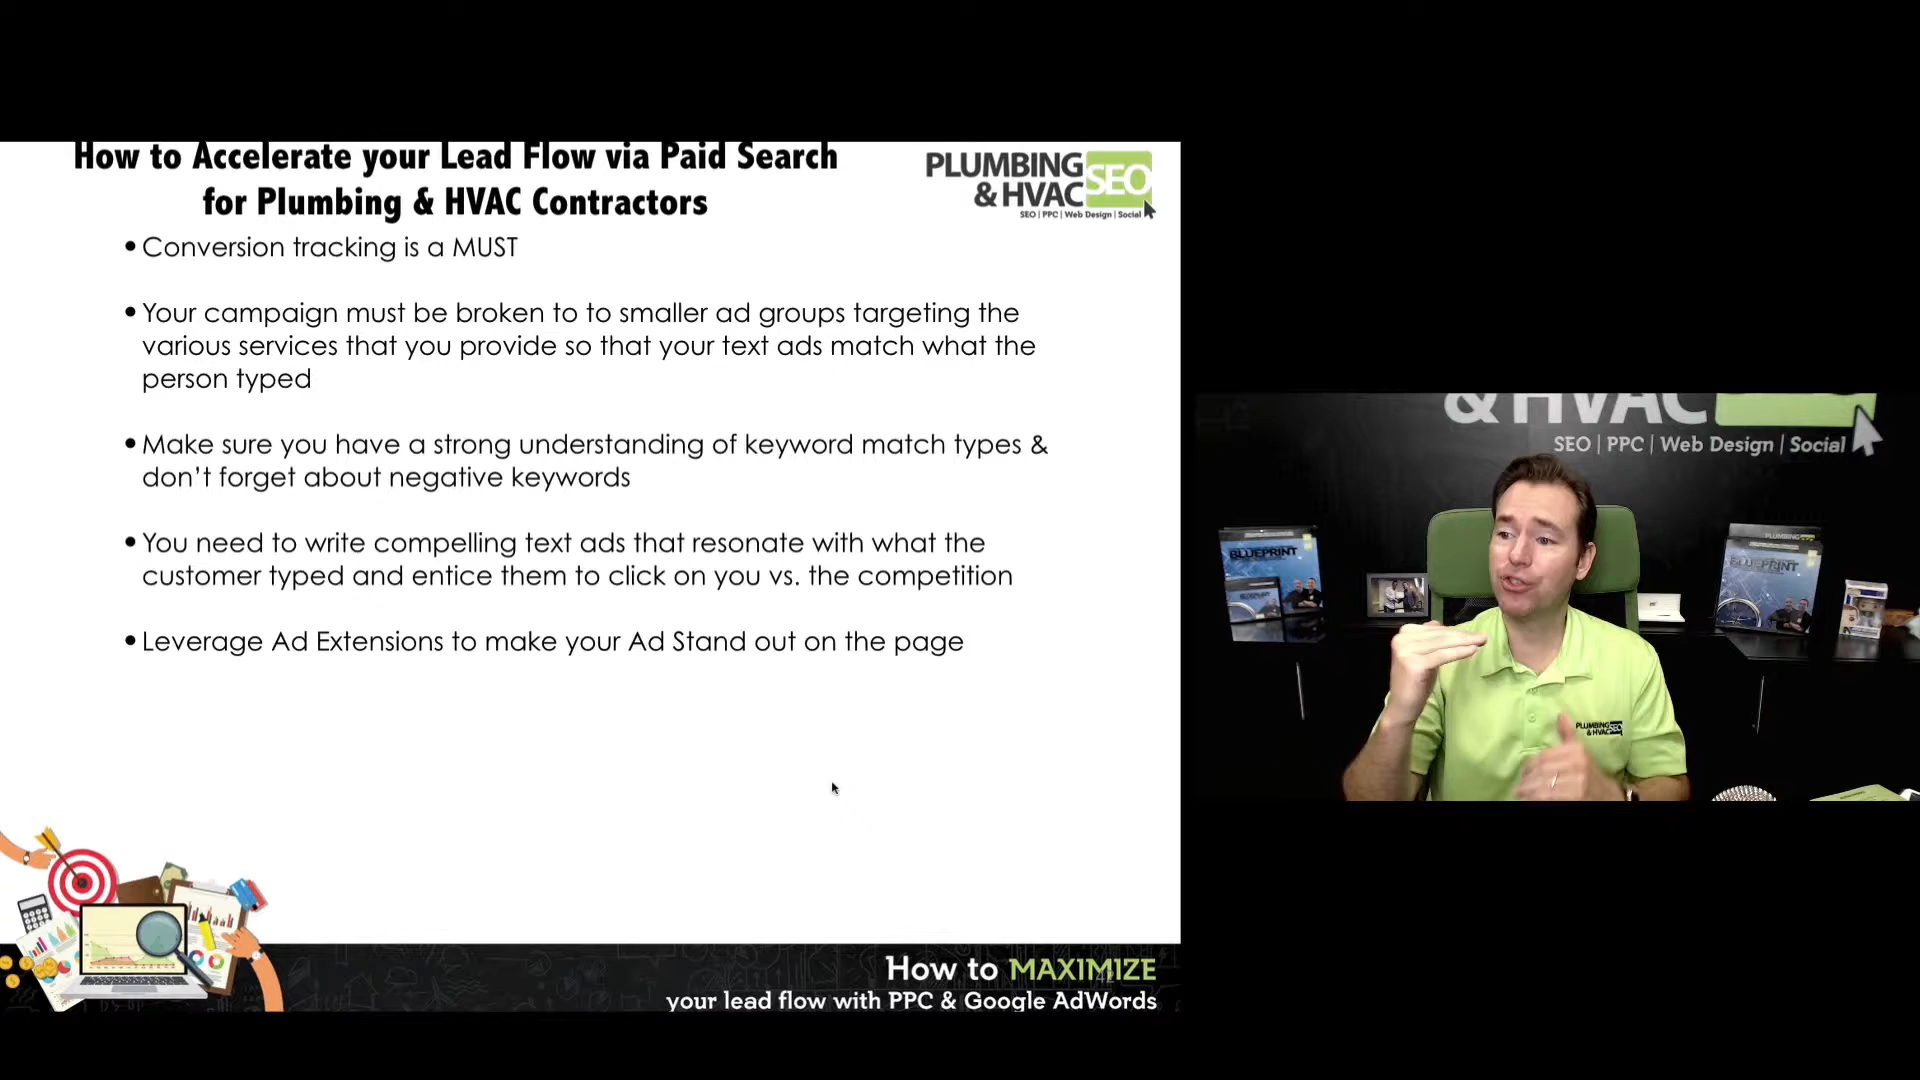 How to Accelerate your Lead Flow via Paid Search
for Plumbing & HVAC Contractors
PLUMBING
& HVAC SEO
SEO | PPC | Web Design | Social
• Conversion tracking is a MUST
• Your campaign must be broken to to smaller ad groups targeting the
various services that you provide so that your text ads match what the
person typed
• Make sure you have a strong understanding of keyword match types &
don’t forget about negative keywords
• You need to write compelling text ads that resonate with what the
customer typed and entice them to click on you vs. the competition
• Leverage Ad Extensions to make your Ad Stand out on the page
How to MAXIMIZE
your lead flow with PPC & Google AdWords
& HVAC
SEO | PPC | Web Design | Social
BLUEPRINT
BLUEPRINT
PLUMBING
BLUEPRINT
PLUMBING SEO
& HVAC